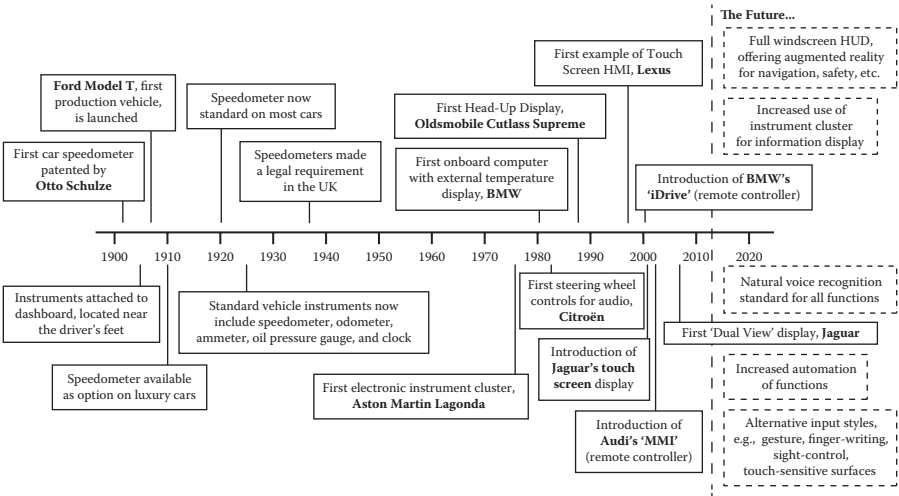 The Future...
Full windscreen HUD,
offering augmented reality
for navigation, safety, etc.
First example of Touch
Screen HMI, Lexus
Ford Model T, first
production vehicle,
is launched
Speedometer now
standard on most cars
First Head-Up Display,
Oldsmobile Cutlass Supreme
Increased use of
instrument cluster
for information display
First car speedometer
patented by
Otto Schulze
Speedometers made
a legal requirement
in the UK
First onboard computer
with external temperature
display, BMW
Introduction of BMW's
‘iDrive’ (remote controller)
1900 1910 1920 1930 1940 1950 1960 1970 1980 1990 2000 2010 2020
Instruments attached to
dashboard, located near
the driver's feet
Standard vehicle instruments now
include speedometer, odometer,
ammeter, oil pressure gauge, and clock
First steering wheel
controls for audio,
Citroën
Natural voice recognition
standard for all functions
First ‘Dual View’ display, Jaguar
Introduction of
Jaguar's touch
screen display
Speedometer available
as option on luxury cars
First electronic instrument cluster,
Aston Martin Lagonda
Increased automation
of functions
Introduction of
Audi's ‘MMI’
(remote controller)
Alternative input styles,
e.g., gesture, finger-writing,
sight-control,
touch-sensitive surfaces